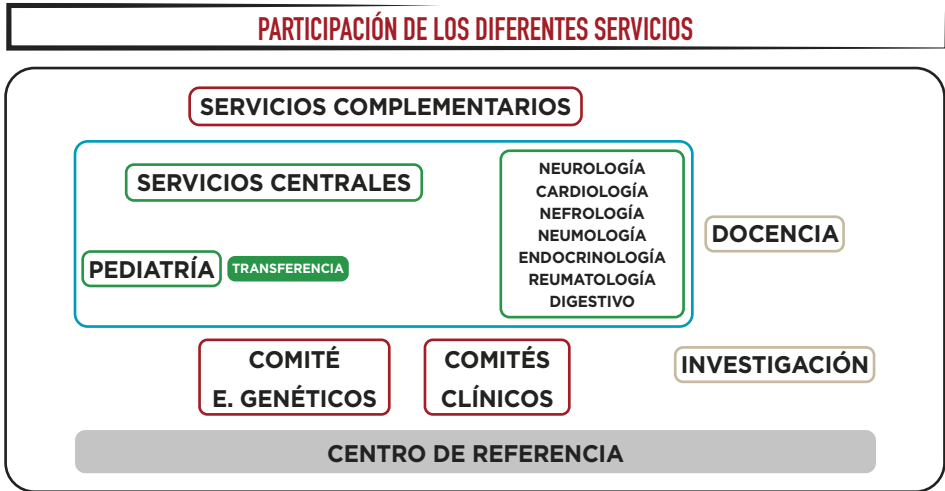 PARTICIPACIÓN DE LOS DIFERENTES SERVICIOS
SERVICIOS COMPLEMENTARIOS
SERVICIOS CENTRALES
PEDIATRÍA
TRANSFERENCIA
NEUROLOGÍA
CARDIOLOGÍA
NEFROLOGÍA
NEUMOLOGÍA
ENDOCRINOLOGÍA
REUMATOLOGÍA
DIGESTIVO
DOCENCIA
COMITÉ
E. GENÉTICOS
COMITÉS
CLÍNICOS
INVESTIGACIÓN
CENTRO DE REFERENCIA